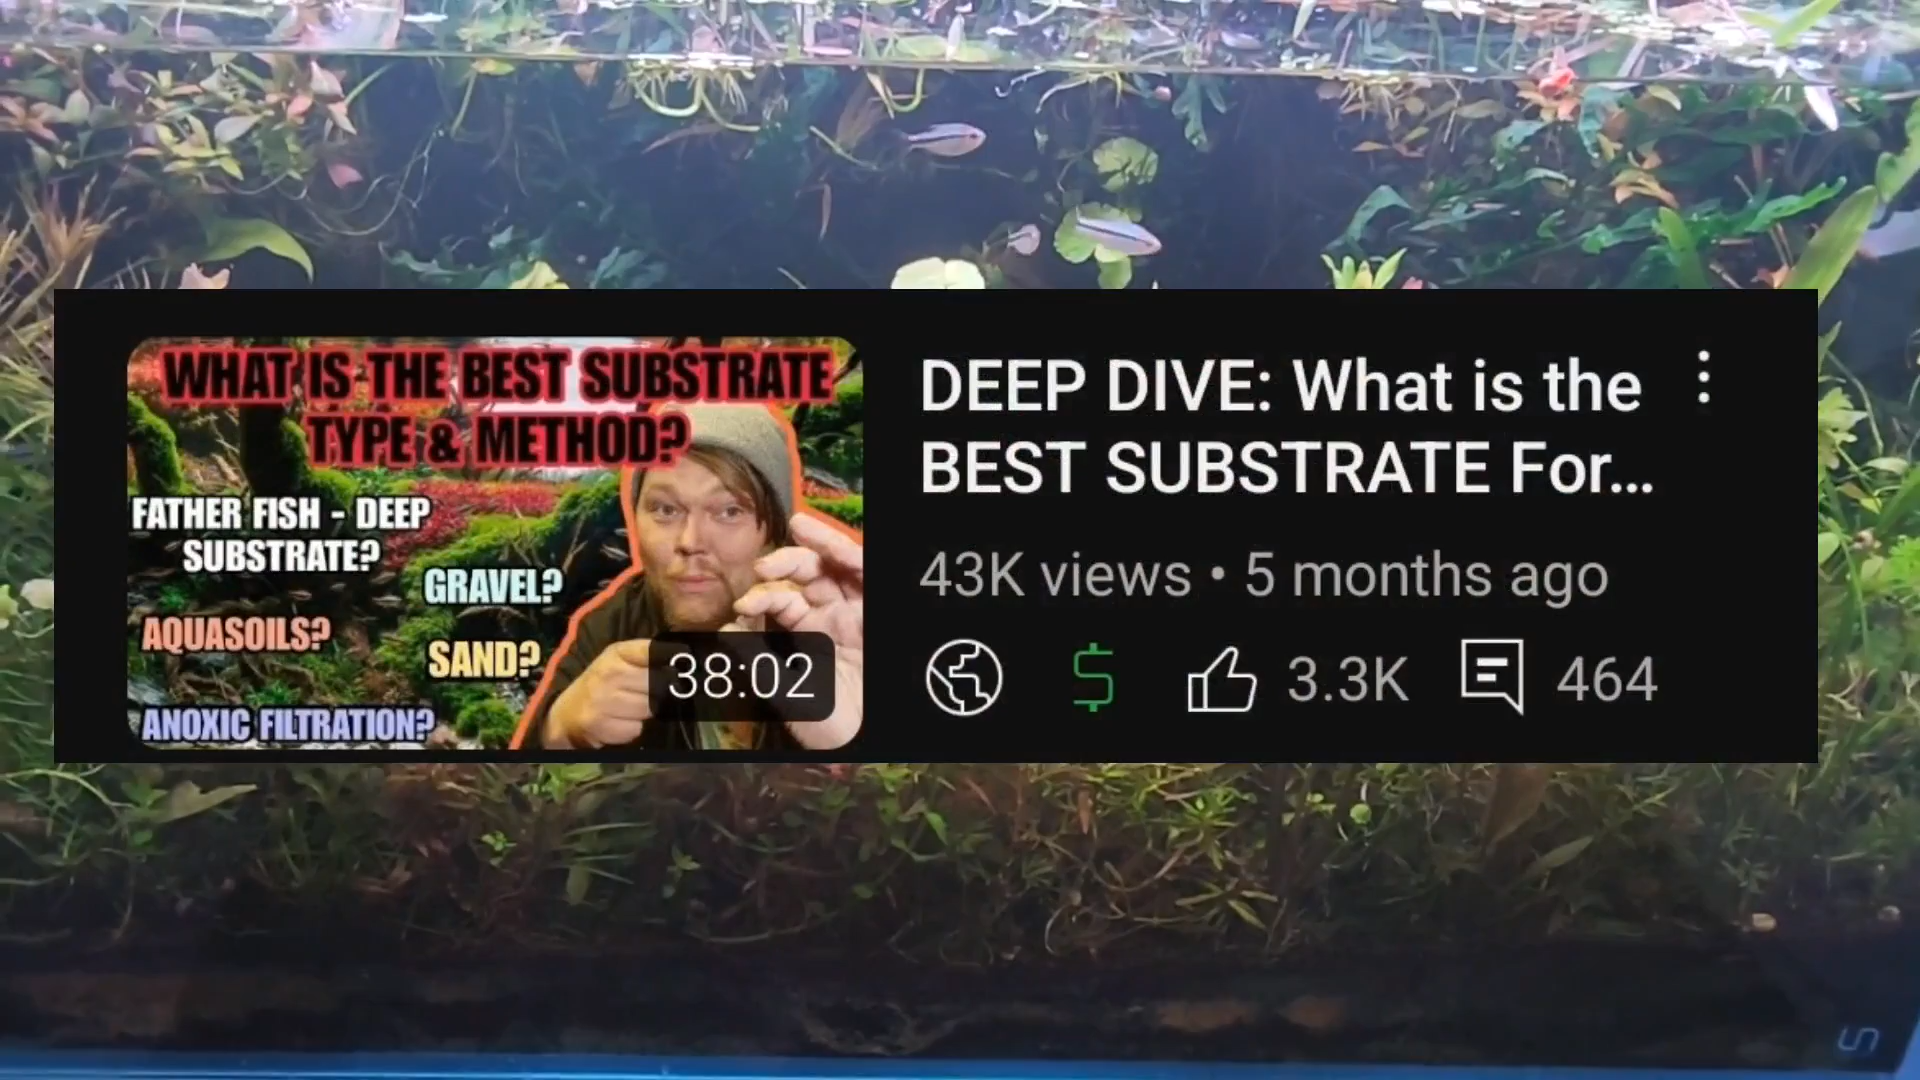 WHAT IS THE BEST SUBSTRATE
TYPE & METHOD?
FATHER FISH - DEEP
SUBSTRATE?
GRAVEL?
AQUASOILS?
SAND?
ANOXIC FILTRATION?
38:02
DEEP DIVE: What is the
BEST SUBSTRATE For...
43K views • 5 months ago
3.3K
464